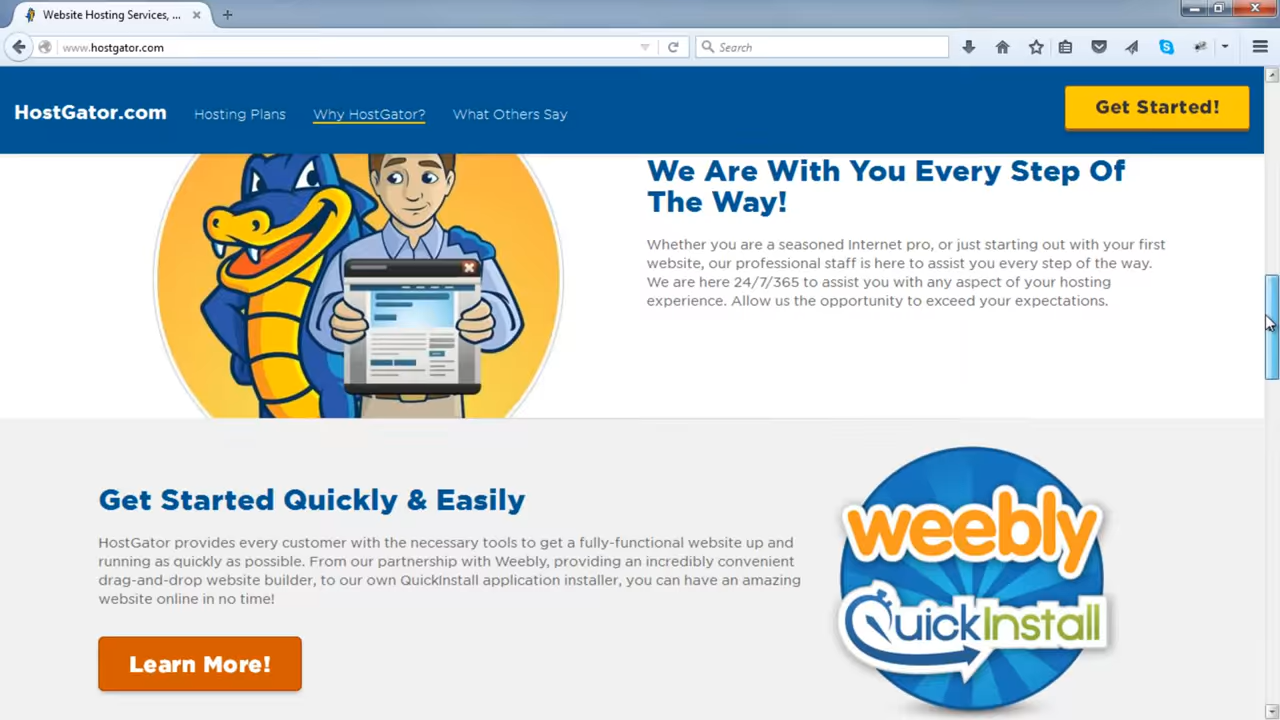 Website Hosting Services, ...
www.hostgator.com
Search
HostGator.com
Hosting Plans
Why HostGator?
What Others Say
Get Started!
We Are With You Every Step Of
The Way!
Whether you are a seasoned Internet pro, or just starting out with your first
website, our professional staff is here to assist you every step of the way.
We are here 24/7/365 to assist you with any aspect of your hosting
experience. Allow us the opportunity to exceed your expectations.
Get Started Quickly & Easily
HostGator provides every customer with the necessary tools to get a fully-functional website up and
running as quickly as possible. From our partnership with Weebly, providing an incredibly convenient
drag-and-drop website builder, to our own QuickInstall application installer, you can have an amazing
website online in no time!
Learn More!
weebly
QuickInstall